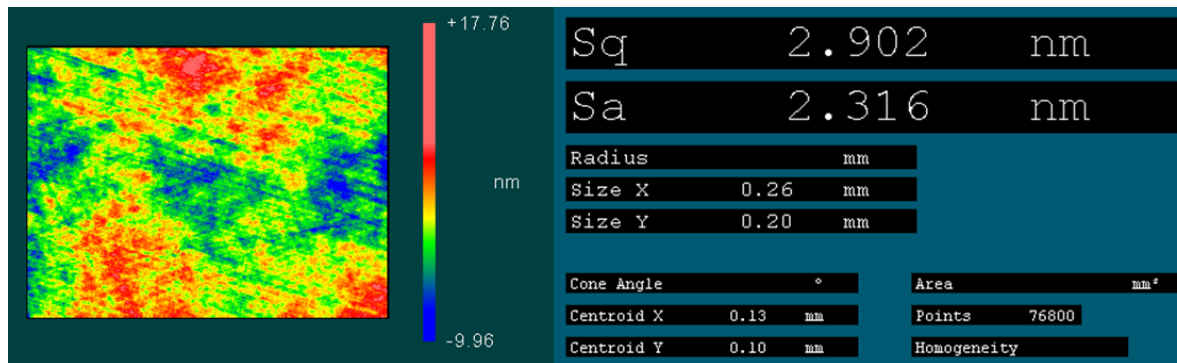 +17.76
nm
-9.96
Sq 2.902 nm
Sa 2.316 nm
Radius mm
Size X 0.26 mm
Size Y 0.20 mm
Cone Angle °
Centroid X 0.13 mm
Centroid Y 0.10 mm
Area mm²
Points 76800
Homogeneity